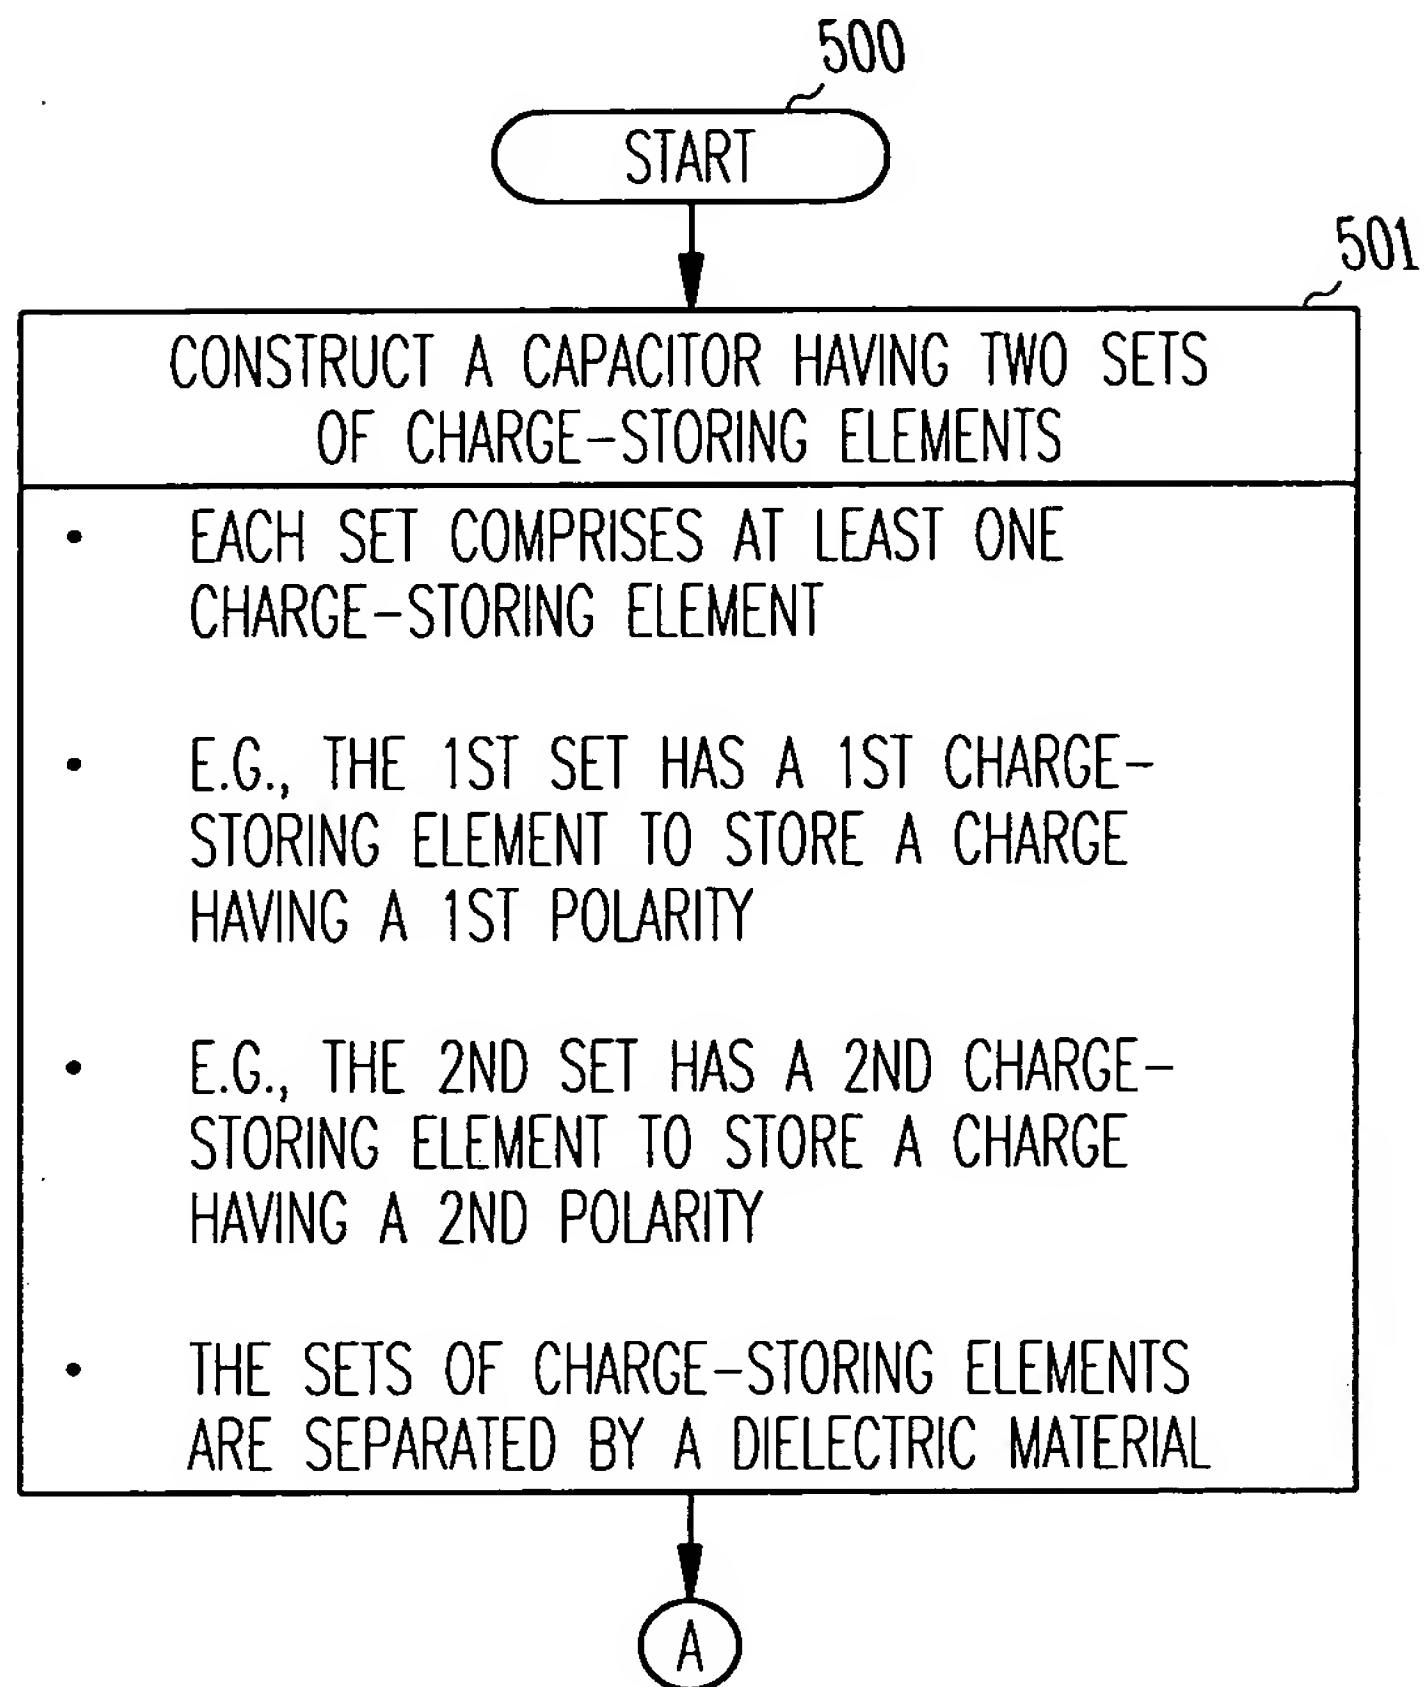 500
START
501
CONSTRUCT A CAPACITOR HAVING TWO SETS
OF CHARGE-STORING ELEMENTS
• EACH SET COMPRISES AT LEAST ONE
CHARGE-STORING ELEMENT
• E.G., THE 1ST SET HAS A 1ST CHARGE-
STORING ELEMENT TO STORE A CHARGE
HAVING A 1ST POLARITY
• E.G., THE 2ND SET HAS A 2ND CHARGE-
STORING ELEMENT TO STORE A CHARGE
HAVING A 2ND POLARITY
• THE SETS OF CHARGE-STORING ELEMENTS
ARE SEPARATED BY A DIELECTRIC MATERIAL
A